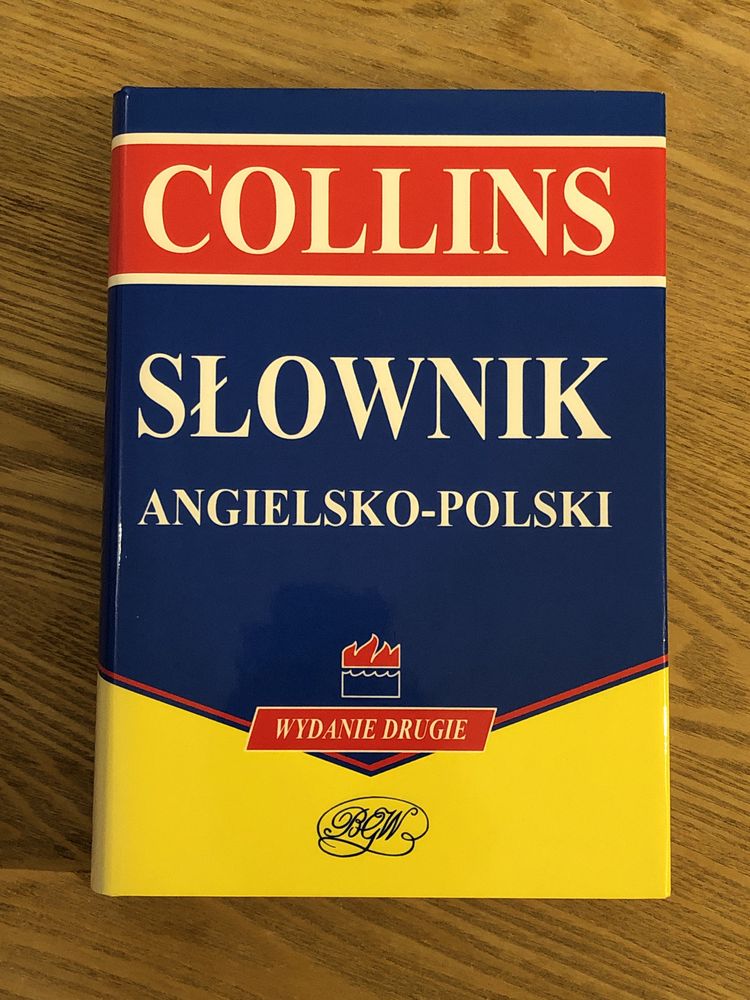 COLLINS
SŁOWNIK
ANGIELSKO-POLSKI
WYDANIE DRUGIE
BGW